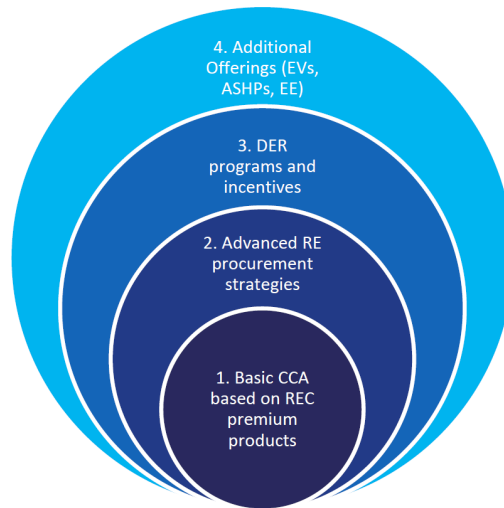 4. Additional
Offerings (EVs,
ASHPs, EE)
3. DER
programs and
incentives
2. Advanced RE
procurement
strategies
1. Basic CCA
based on REC
premium
products